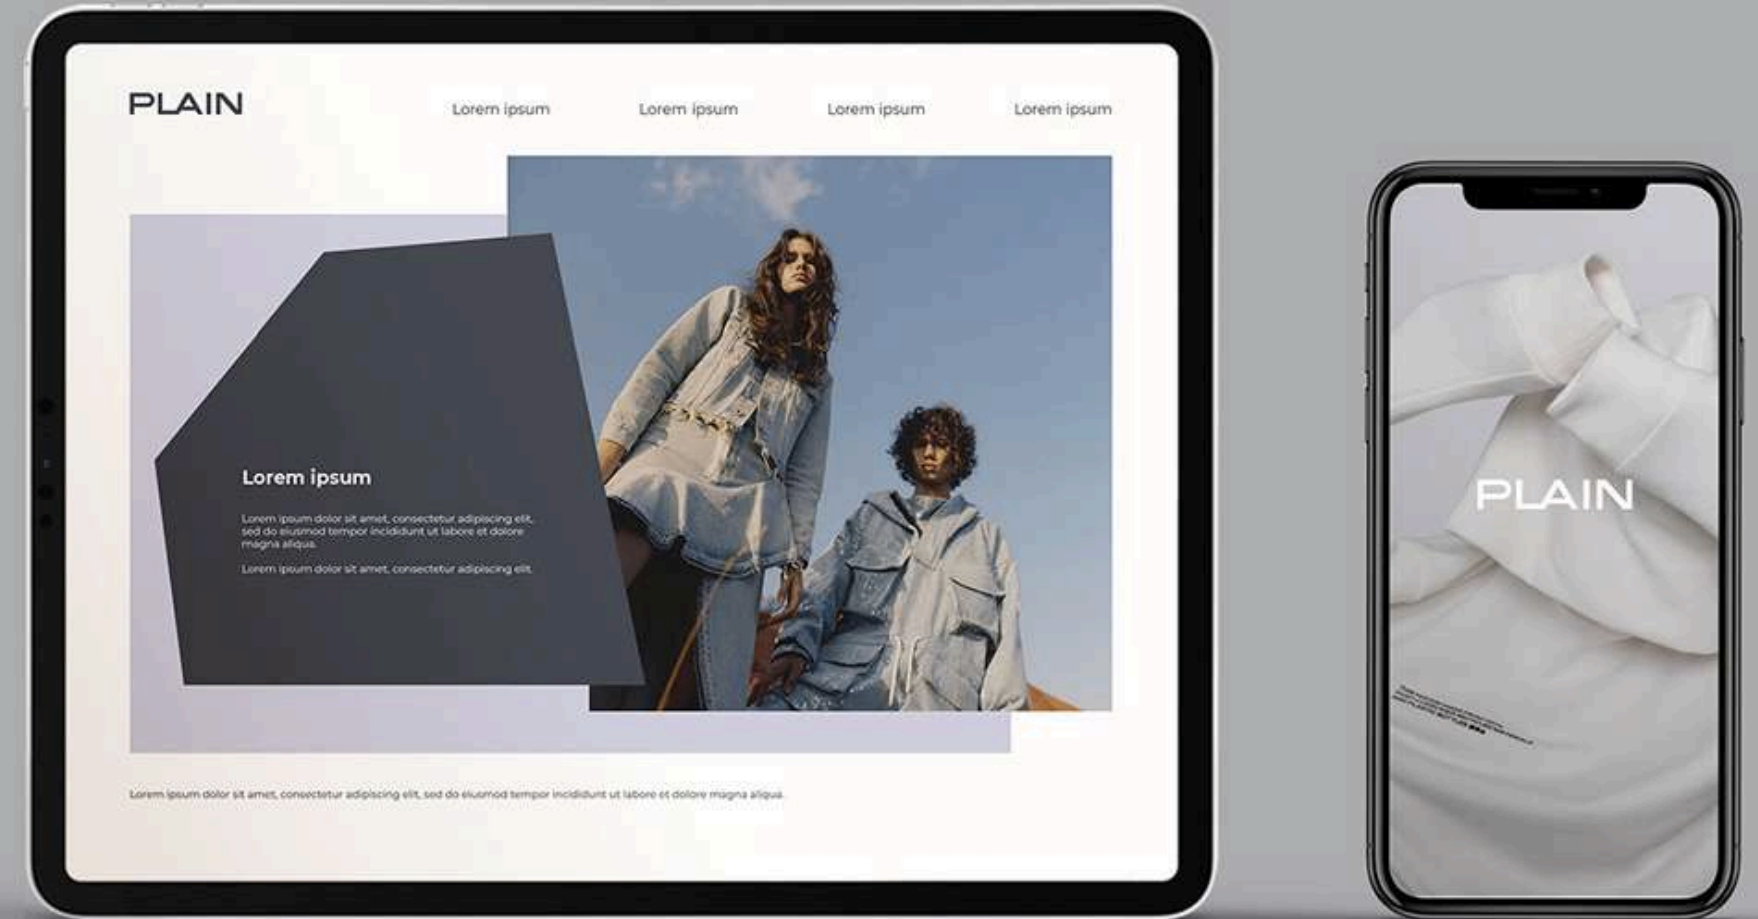 PLAIN
Lorem ipsum
Lorem ipsum
Lorem ipsum
Lorem ipsum
Lorem ipsum
Lorem ipsum dolor sit amet, consectetur adipiscing elit,
sed do eiusmod tempor incididunt ut labore et dolore
magna aliqua.
Lorem ipsum dolor sit amet, consectetur adipiscing elit.
Lorem ipsum dolor sit amet, consectetur adipiscing elit, sed do eiusmod tempor incididunt ut labore et dolore magna aliqua.
PLAIN